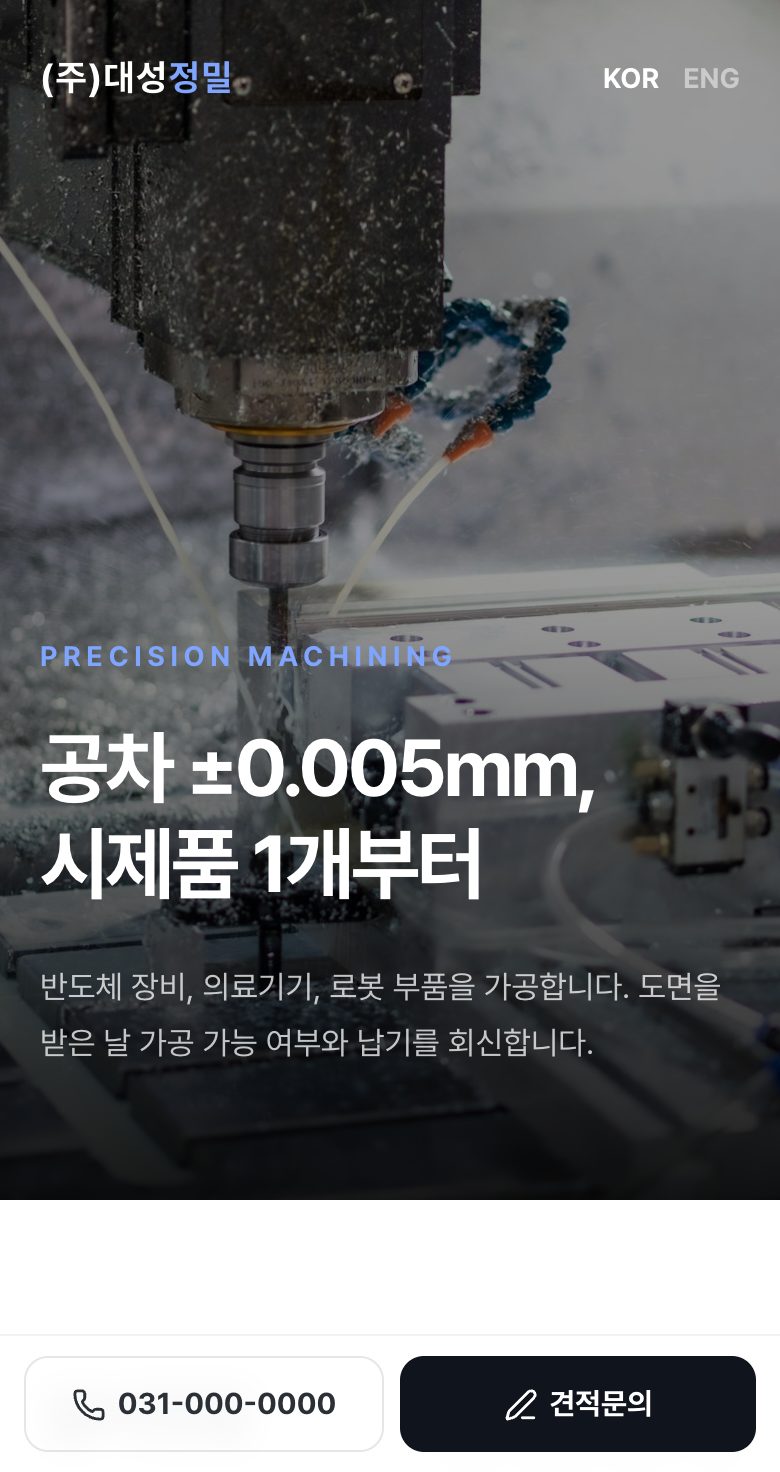 (주)대성정밀
KOR ENG
PRECISION MACHINING
공차 ±0.005mm,
시제품 1개부터
반도체 장비, 의료기기, 로봇 부품을 가공합니다. 도면을
받은 날 가공 가능 여부와 납기를 회신합니다.
031-000-0000
견적문의